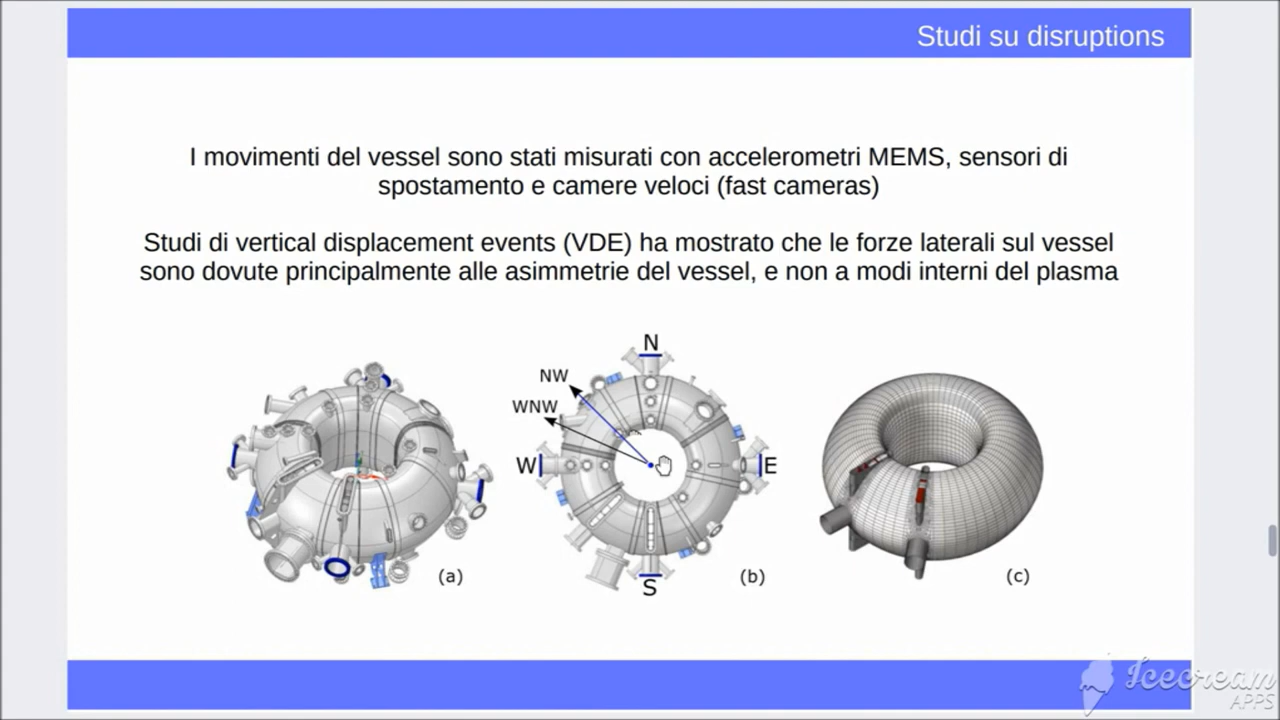 Studi su disruptions
I movimenti del vessel sono stati misurati con accelerometri MEMS, sensori di
spostamento e camere veloci (fast cameras)
Studi di vertical displacement events (VDE) ha mostrato che le forze laterali sul vessel
sono dovute principalmente alle asimmetrie del vessel, e non a modi interni del plasma
N
NW
WNW
W
E
S
(a)
(b)
(c)
Icecream
APPS